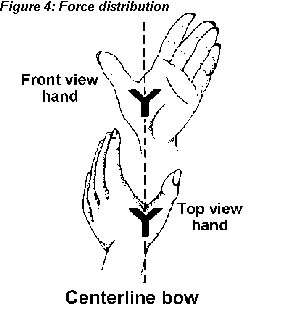 Figure 4: Force distribution
Front view
hand
Top view
hand
Centerline bow